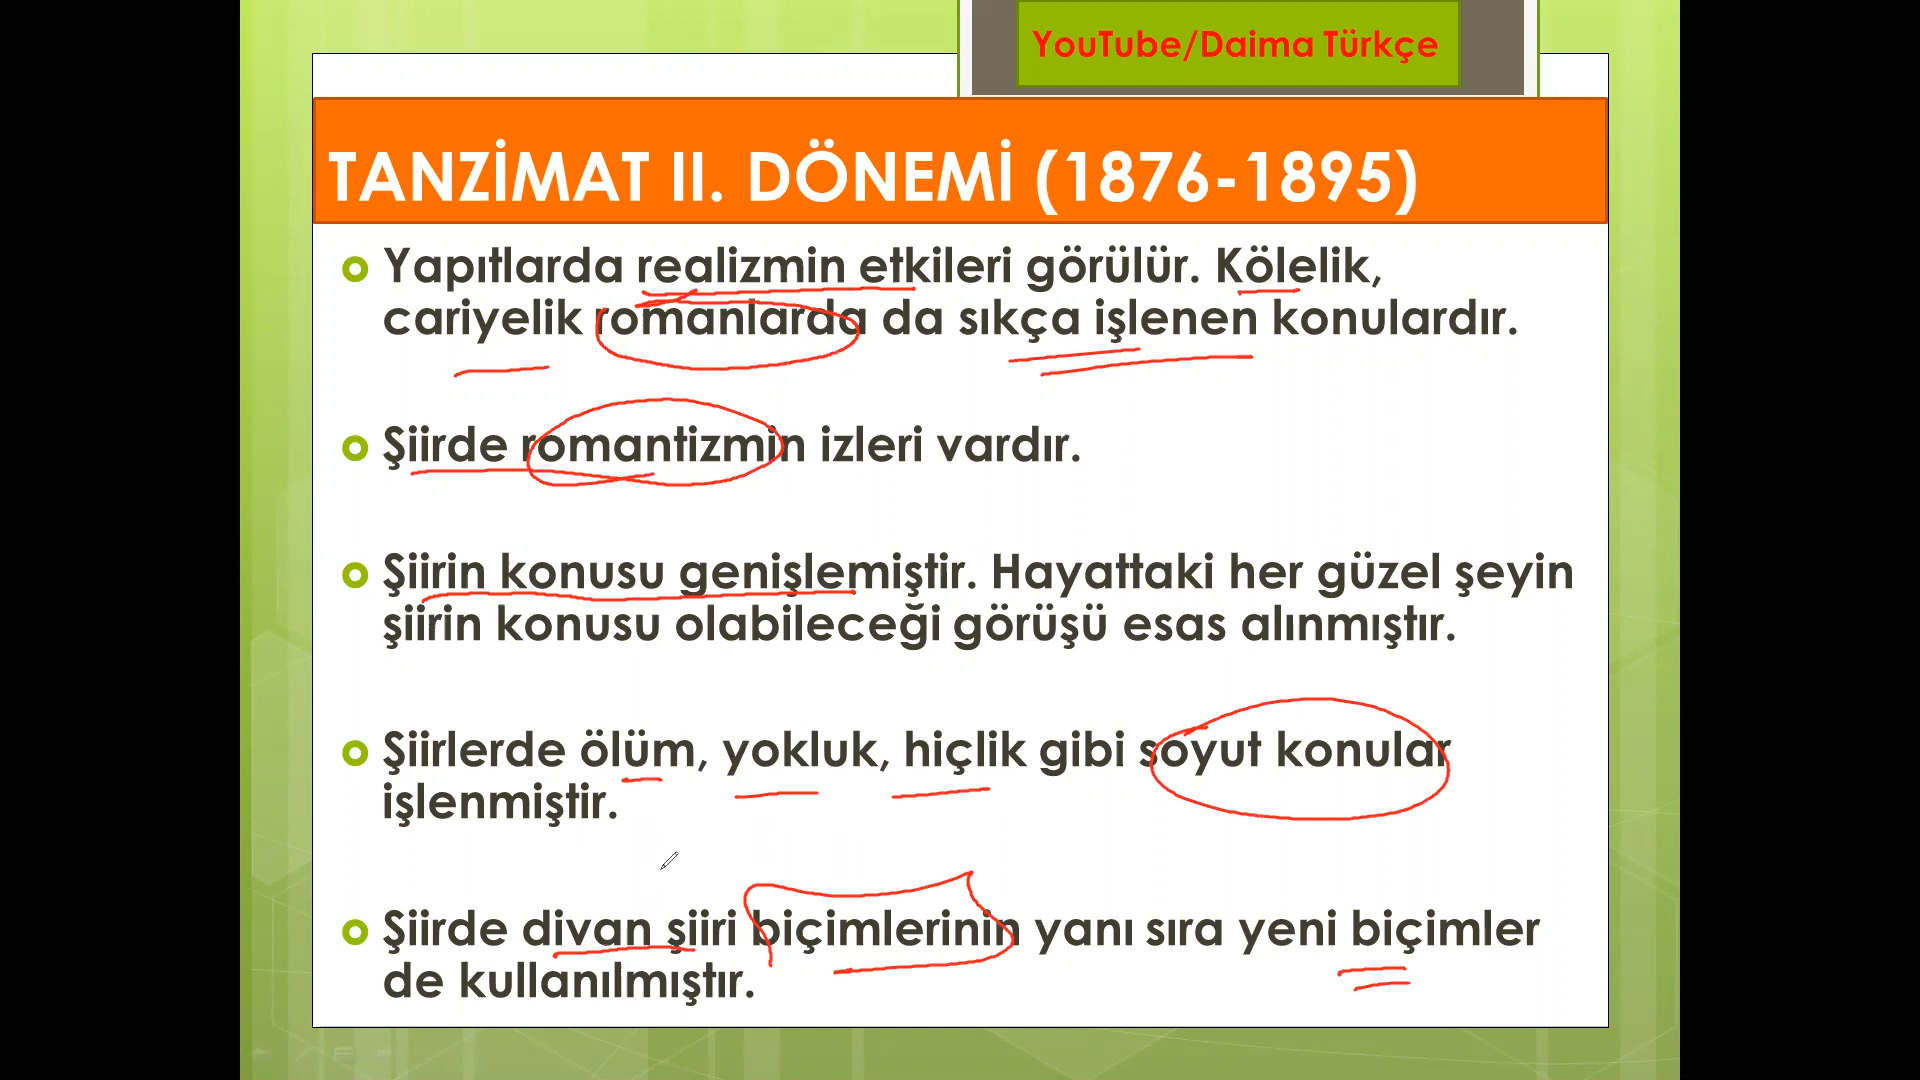 YouTube/Daima Türkçe
TANZİMAT II. DÖNEMİ (1876-1895)
Yapıtlarda realizmin etkileri görülür. Kölelik,
cariyelik romanlarda da sıkça işlenen konulardır.
Şiirde romantizmin izleri vardır.
Şiirin konusu genişlemiştir. Hayattaki her güzel şeyin
şiirin konusu olabileceği görüşü esas alınmıştır.
Şiirlerde ölüm, yokluk, hiçlik gibi soyut konular
işlenmiştir.
Şiirde divan şiiri biçimlerinin yanı sıra yeni biçimler
de kullanılmıştır.